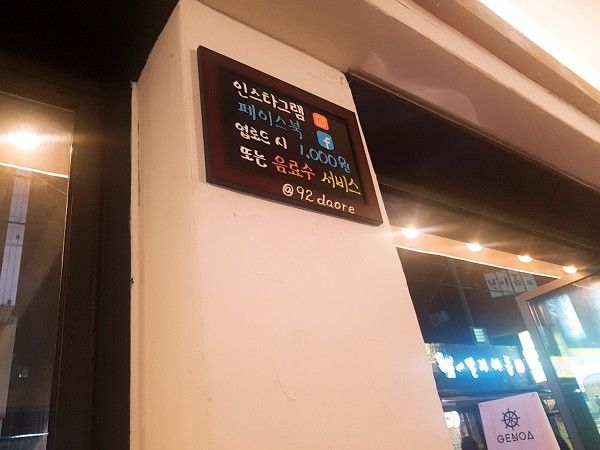 인스타그램
페이스북
업로드 시 1,000원
또는 음료수 서비스
@92daore
GENOA